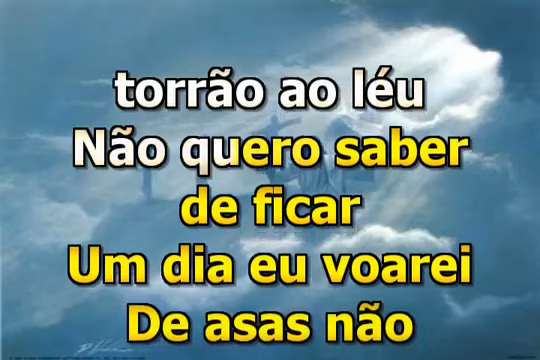 torrão ao léu
Não quero saber
de ficar
Um dia eu voarei
De asas não